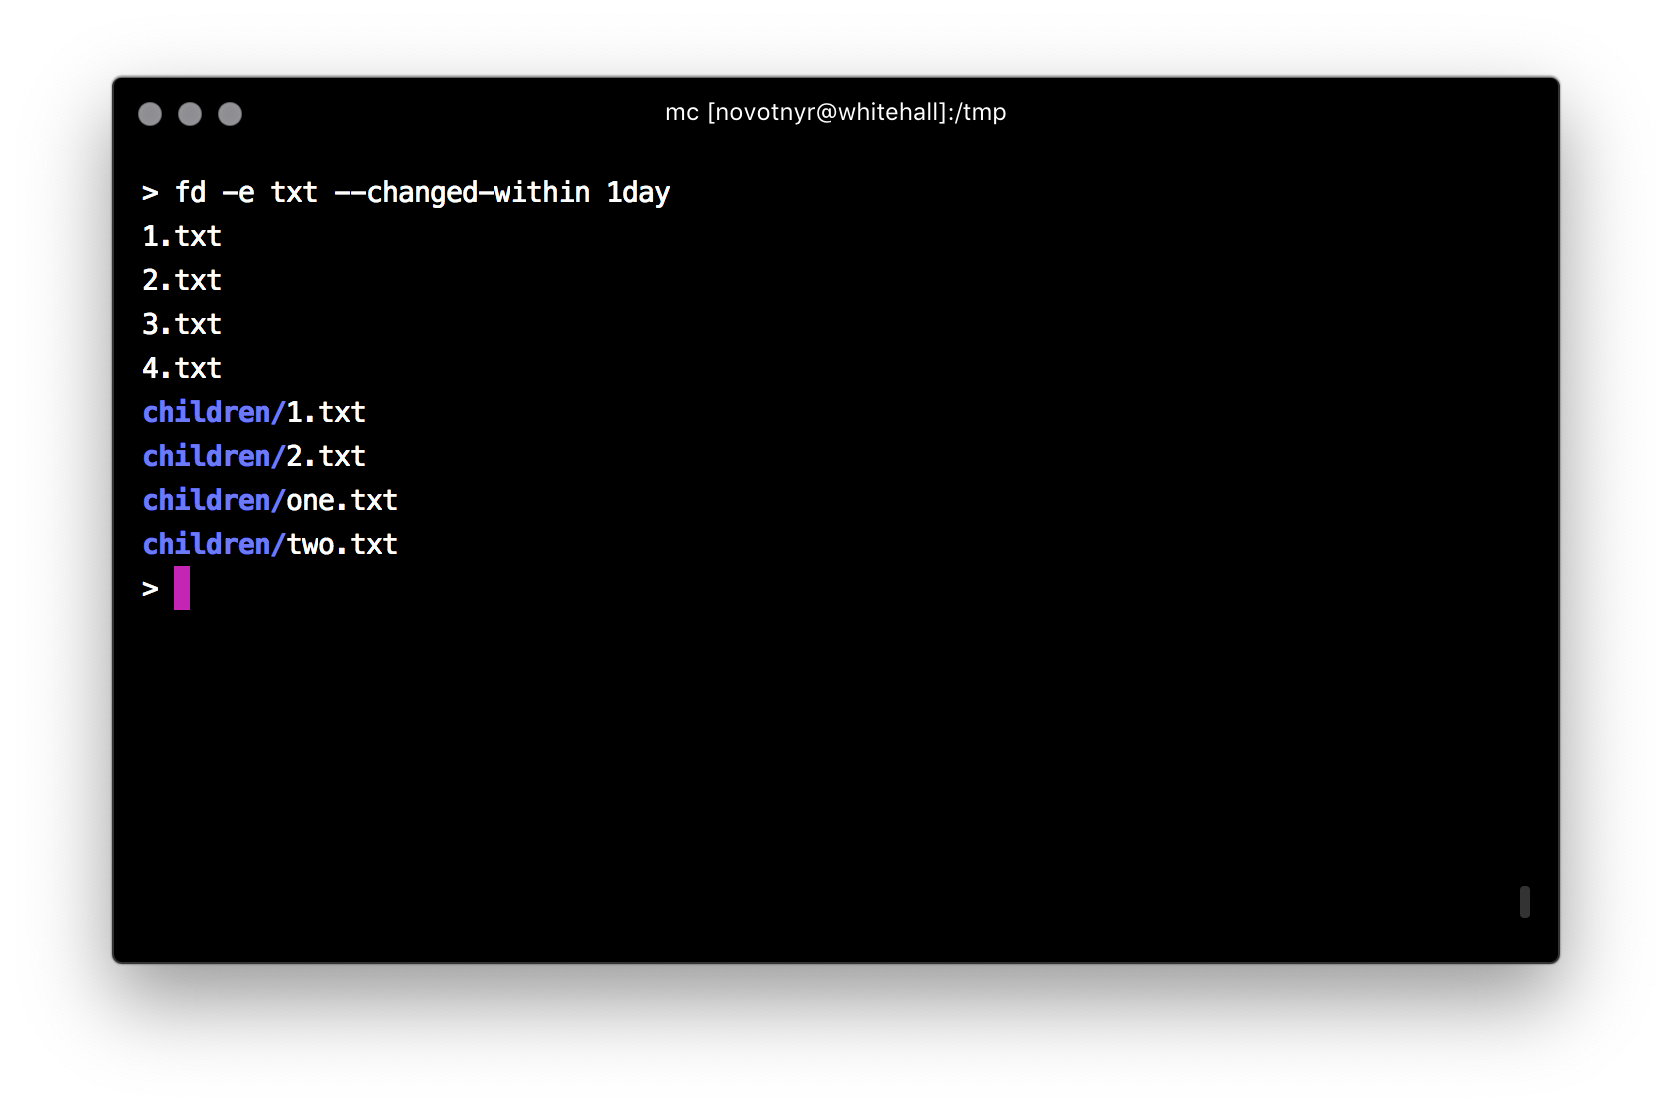 mc [novotnyr@whitehall]:/tmp
> fd -e txt --changed-within 1day
1.txt
2.txt
3.txt
4.txt
children/1.txt
children/2.txt
children/one.txt
children/two.txt
>